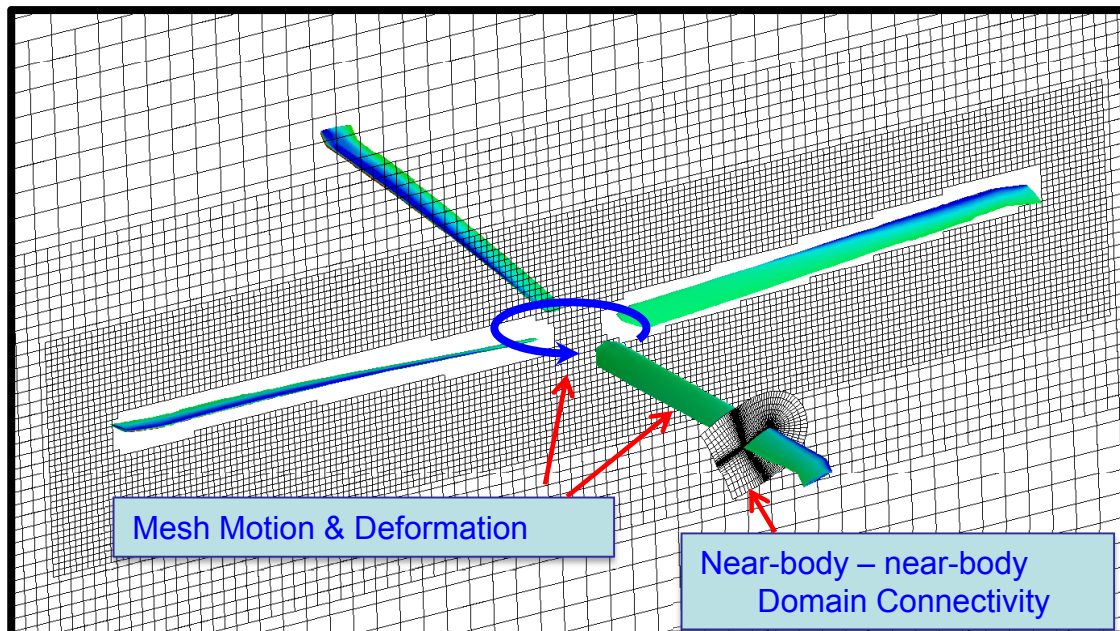 Mesh Motion & Deformation
Near-body – near-body
Domain Connectivity